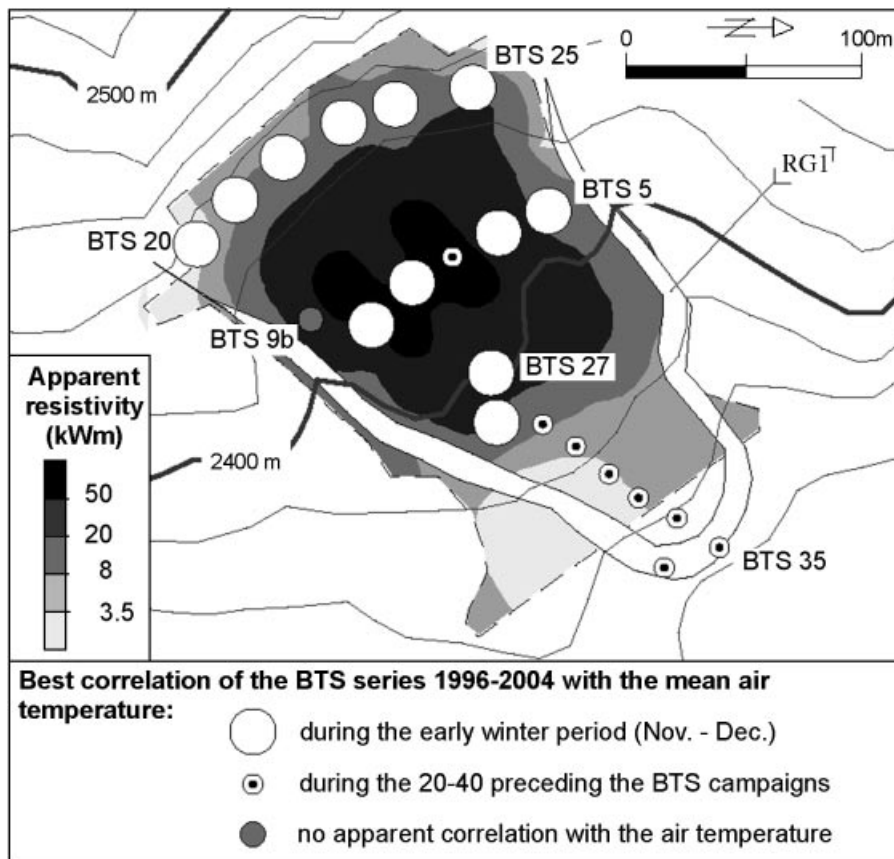 0
100m
BTS 25
2500 m
RG1
BTS 5
BTS 20
BTS 9b
BTS 27
Apparent
resistivity
(kWm)
50
20
8
3.5
2400 m
BTS 35
Best correlation of the BTS series 1996-2004 with the mean air
temperature:
during the early winter period (Nov. - Dec.)
during the 20-40 preceding the BTS campaigns
no apparent correlation with the air temperature